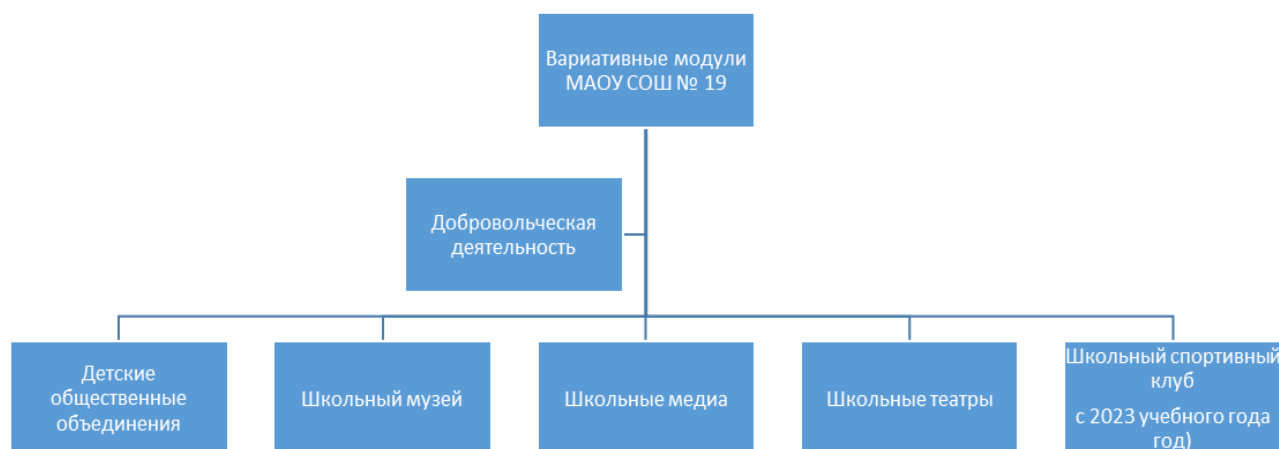 Вариативные модули
МАОУ СОШ № 19
Добровольческая
деятельность
Детские
общественные
объединения
Школьный музей
Школьные медиа
Школьные театры
Школьный спортивный
клуб
с 2023 учебного года
год)